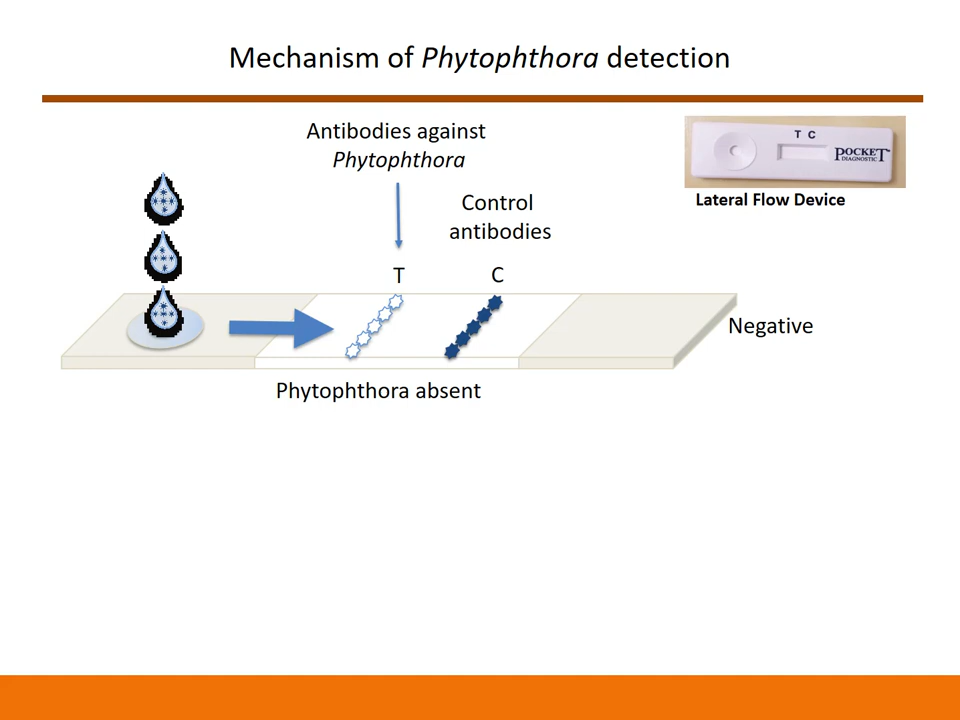 Mechanism of Phytophthora detection
Antibodies against
Phytophthora
T C
POCKET
DIAGNOSTIC
Lateral Flow Device
Control
antibodies
T
C
Negative
Phytophthora absent